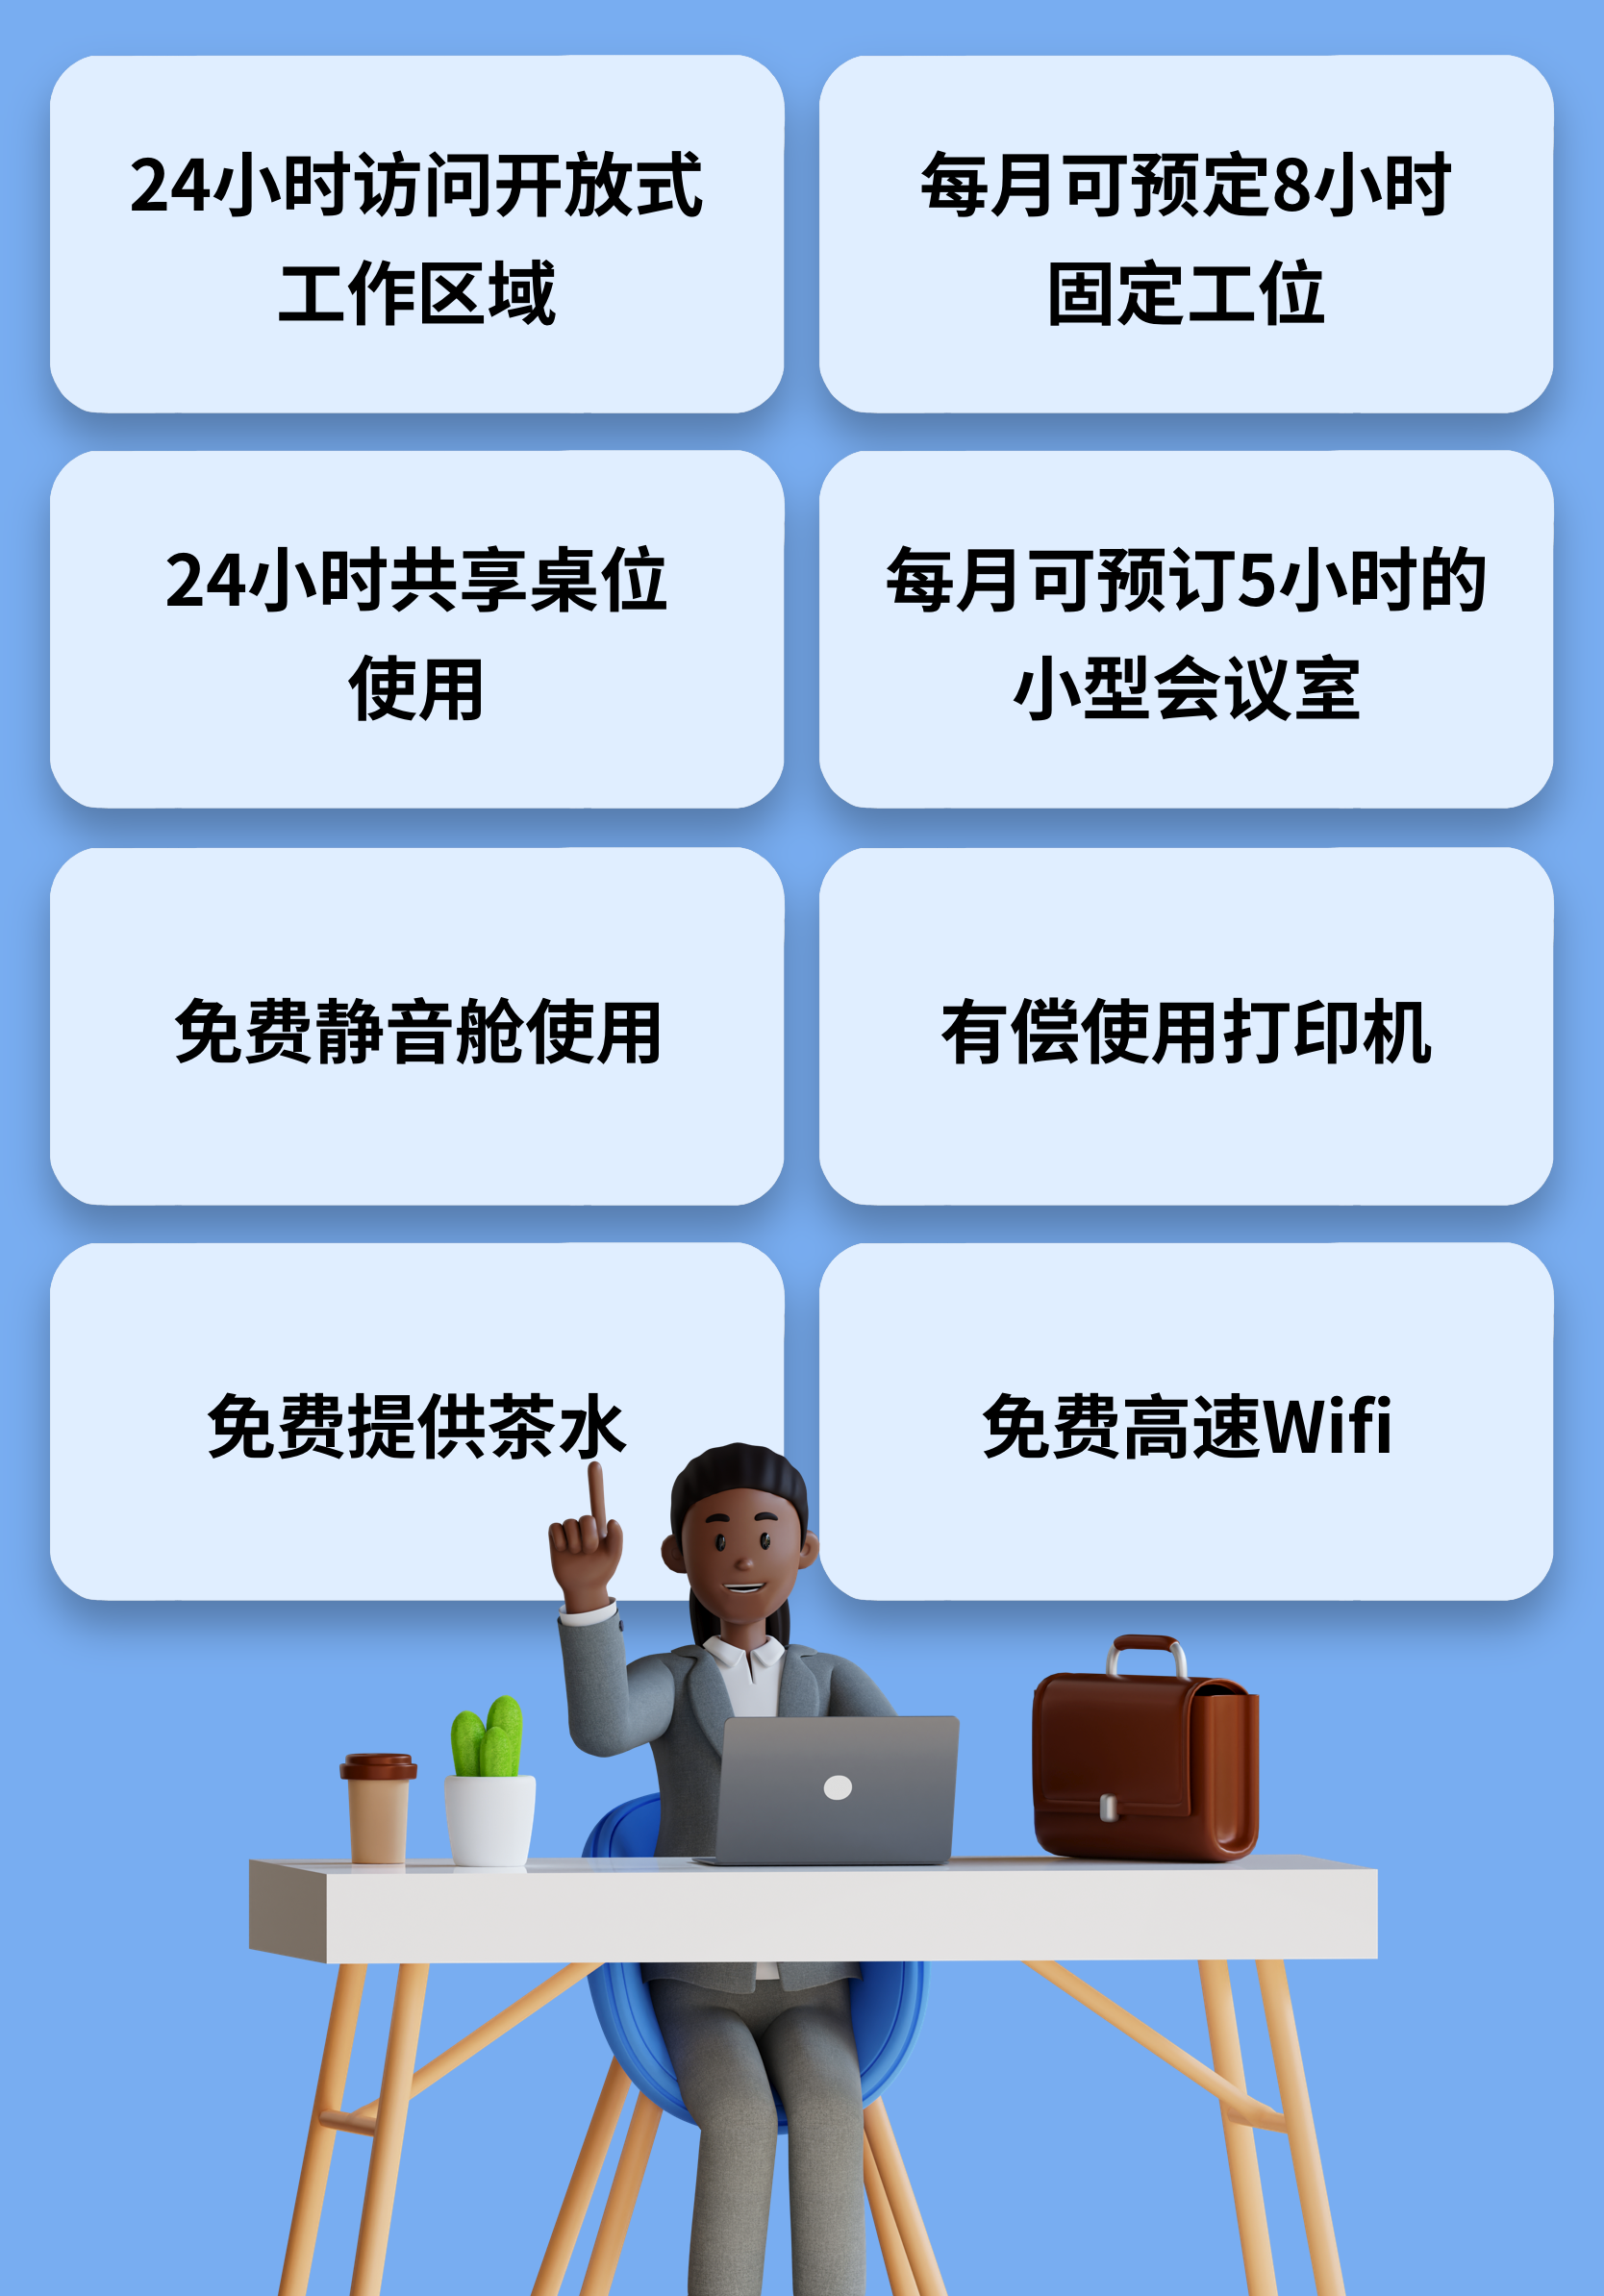 24小时访问开放式
工作区域
每月可预定8小时
固定工位
24小时共享桌位
使用
每月可预订5小时的
小型会议室
免费静音舱使用
有偿使用打印机
免费提供茶水
免费高速Wifi